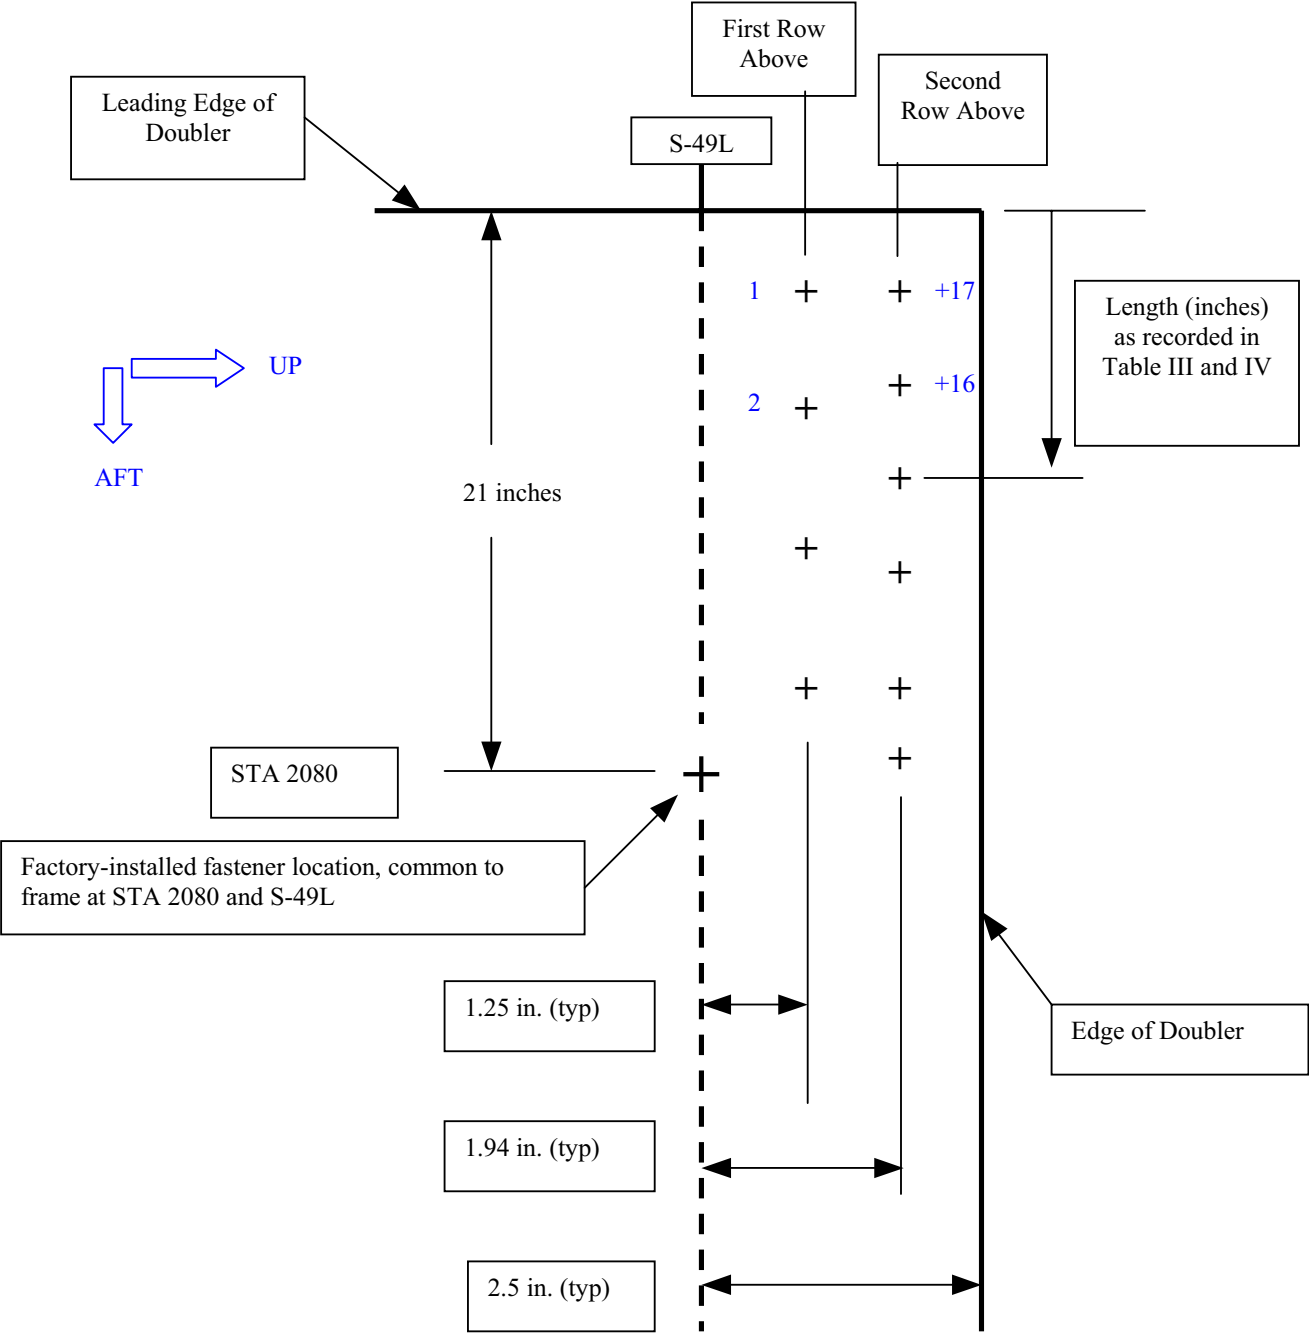 First Row
Above
Second
Row Above
Leading Edge of
Doubler
S-49L
1
+17
Length (inches)
as recorded in
Table III and IV
UP
+16
2
AFT
21 inches
STA 2080
Factory-installed fastener location, common to
frame at STA 2080 and S-49L
1.25 in. (typ)
Edge of Doubler
1.94 in. (typ)
2.5 in. (typ)